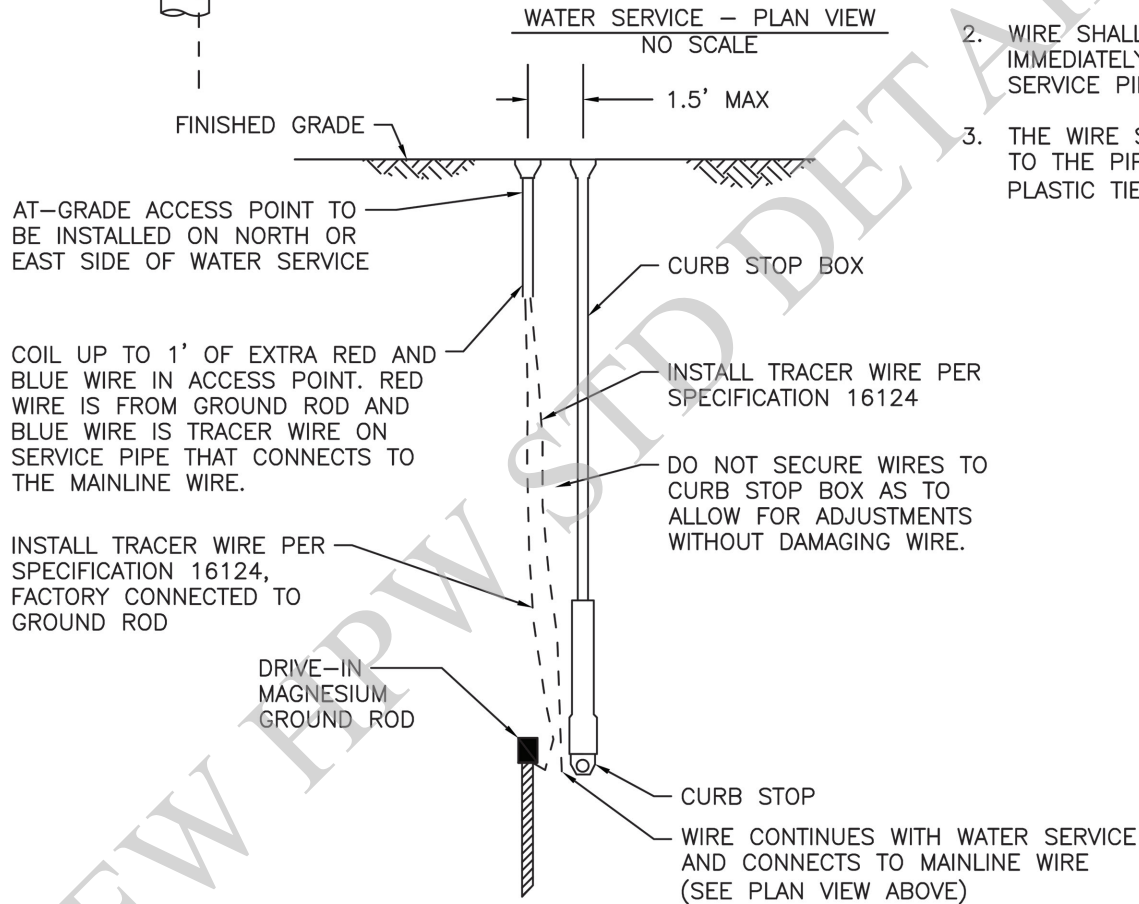 WATER SERVICE – PLAN VIEW
NO SCALE
1.5' MAX
FINISHED GRADE
AT–GRADE ACCESS POINT TO
BE INSTALLED ON NORTH OR
EAST SIDE OF WATER SERVICE
CURB STOP BOX
COIL UP TO 1' OF EXTRA RED AND
BLUE WIRE IN ACCESS POINT. RED
WIRE IS FROM GROUND ROD AND
BLUE WIRE IS TRACER WIRE ON
SERVICE PIPE THAT CONNECTS TO
THE MAINLINE WIRE.
INSTALL TRACER WIRE PER
SPECIFICATION 16124
DO NOT SECURE WIRES TO
CURB STOP BOX AS TO
ALLOW FOR ADJUSTMENTS
WITHOUT DAMAGING WIRE.
INSTALL TRACER WIRE PER
SPECIFICATION 16124,
FACTORY CONNECTED TO
GROUND ROD
DRIVE–IN
MAGNESIUM
GROUND ROD
CURB STOP
WIRE CONTINUES WITH WATER SERVICE
AND CONNECTS TO MAINLINE WIRE
(SEE PLAN VIEW ABOVE)
2. WIRE SHALL
IMMEDIATELY
SERVICE
3. THE WIRE
TO THE
PLASTIC
HPW STD